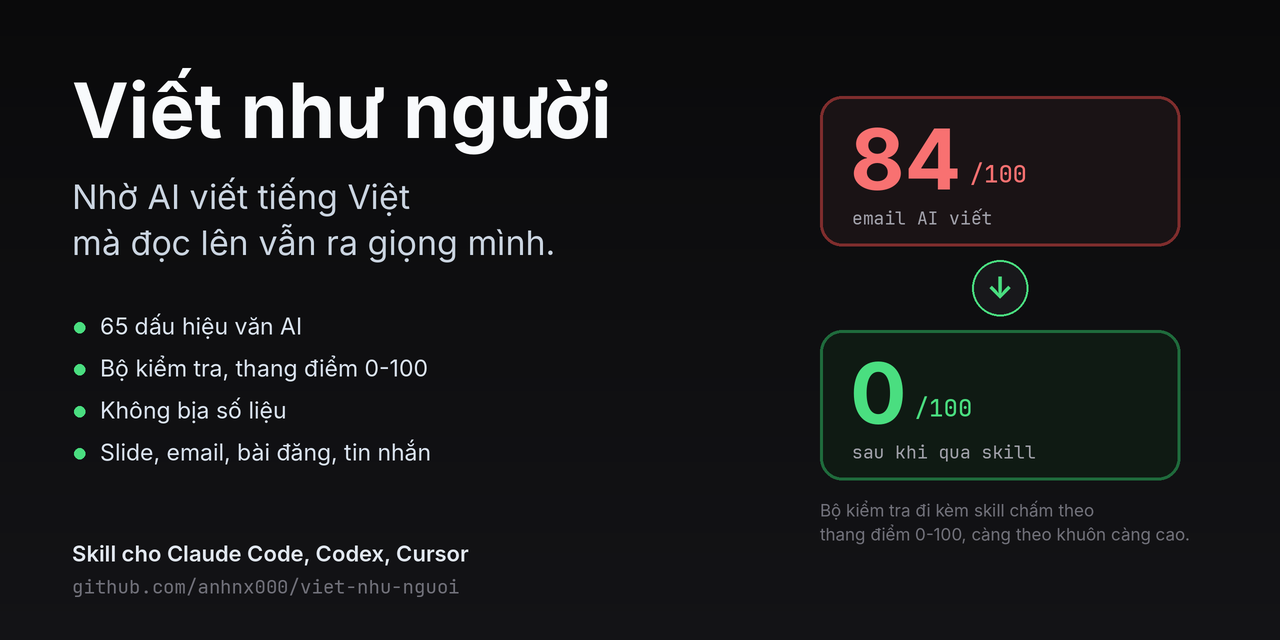 Viết như người
Nhờ AI viết tiếng Việt
mà đọc lên vẫn ra giọng mình.
65 dấu hiệu văn AI
Bộ kiểm tra, thang điểm 0-100
Không bịa số liệu
Slide, email, bài đăng, tin nhắn
Skill cho Claude Code, Codex, Cursor
github.com/anhnx000/viet-nhu-nguoi
84 /100
email AI viết
0 /100
sau khi qua skill
Bộ kiểm tra đi kèm skill chấm theo
thang điểm 0-100, càng theo khuôn càng cao.